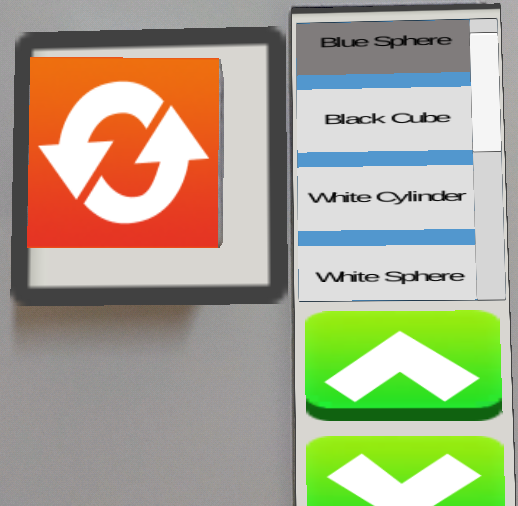 Blue Sphere
Black Cube
White Cylinder
White Sphere